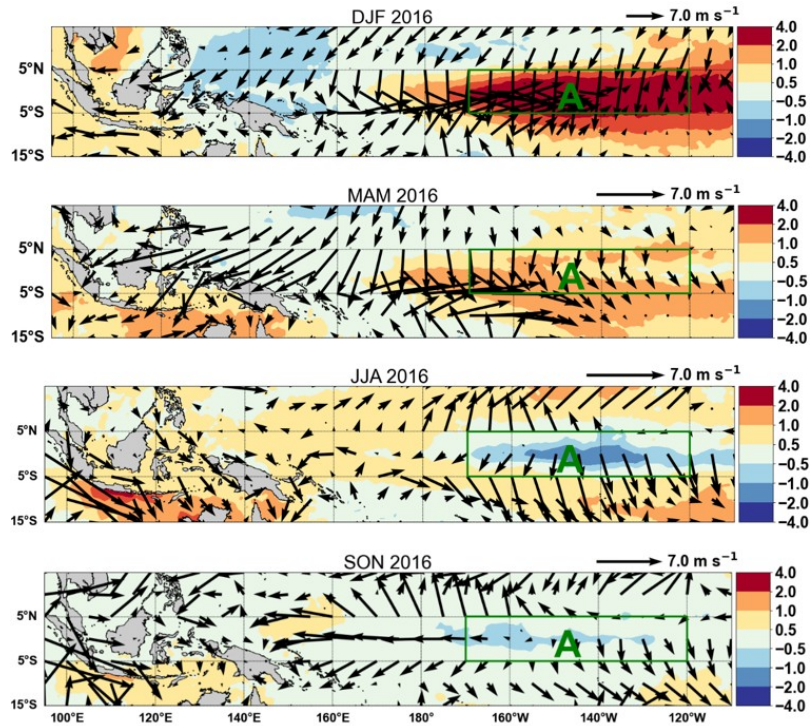 DJF 2016
7.0 m s⁻¹
5°N
5°S
15°S
A
4.0
2.0
1.0
0.5
-0.5
-1.0
-2.0
-4.0
MAM 2016
7.0 m s⁻¹
5°N
5°S
15°S
A
4.0
2.0
1.0
0.5
-0.5
-1.0
-2.0
-4.0
JJA 2016
7.0 m s⁻¹
5°N
5°S
15°S
A
4.0
2.0
1.0
0.5
-0.5
-1.0
-2.0
-4.0
SON 2016
7.0 m s⁻¹
5°N
5°S
15°S
A
4.0
2.0
1.0
0.5
-0.5
-1.0
-2.0
-4.0
100°E 120°E 140°E 160°E 180° 160°W 140°W 120°W